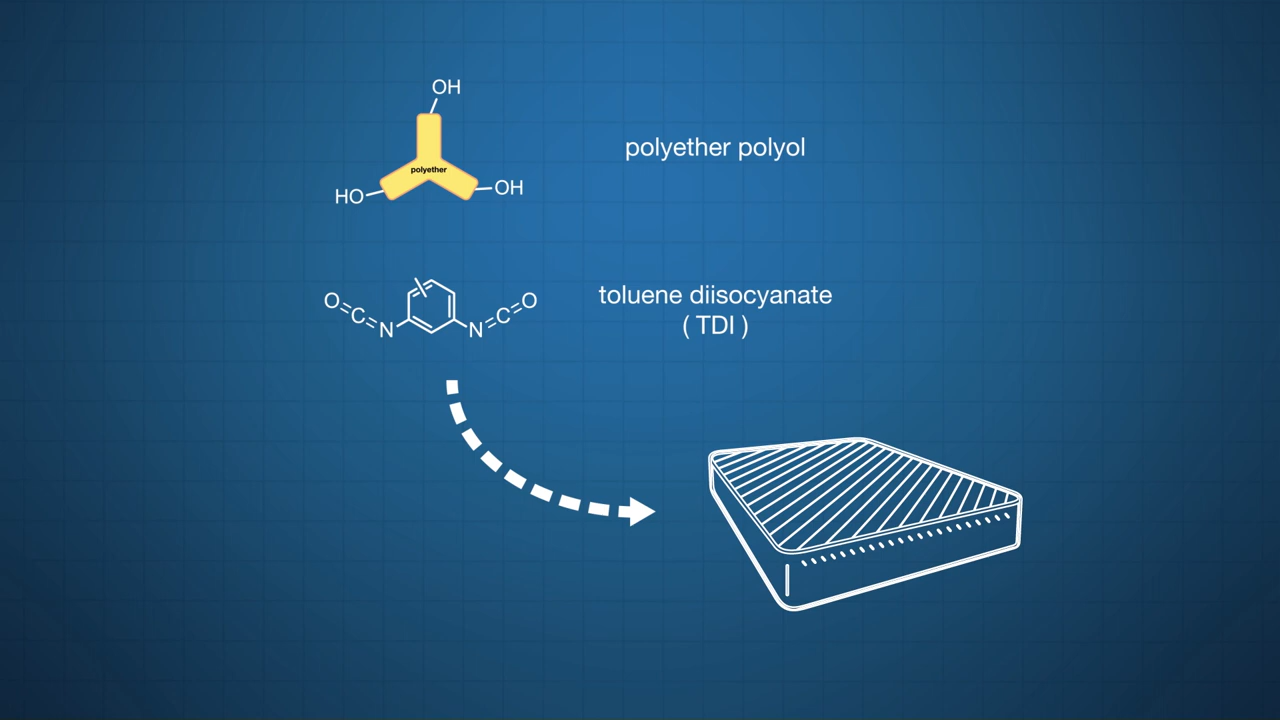 OH
polyether
HO
OH
polyether polyol
O
C
N
N
C
O
toluene diisocyanate
( TDI )